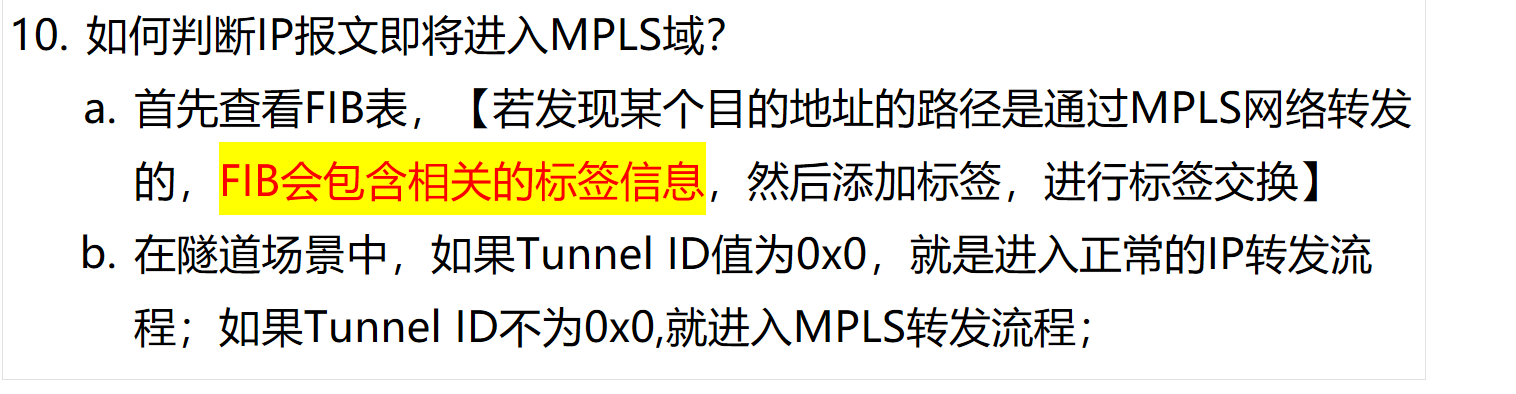 10. 如何判断IP报文即将进入MPLS域？
a. 首先查看FIB表，【若发现某个目的地址的路径是通过MPLS网络转发
的，FIB会包含相关的标签信息，然后添加标签，进行标签交换】
b. 在隧道场景中，如果Tunnel ID值为0x0，就是进入正常的IP转发流
程；如果Tunnel ID不为0x0,就进入MPLS转发流程；